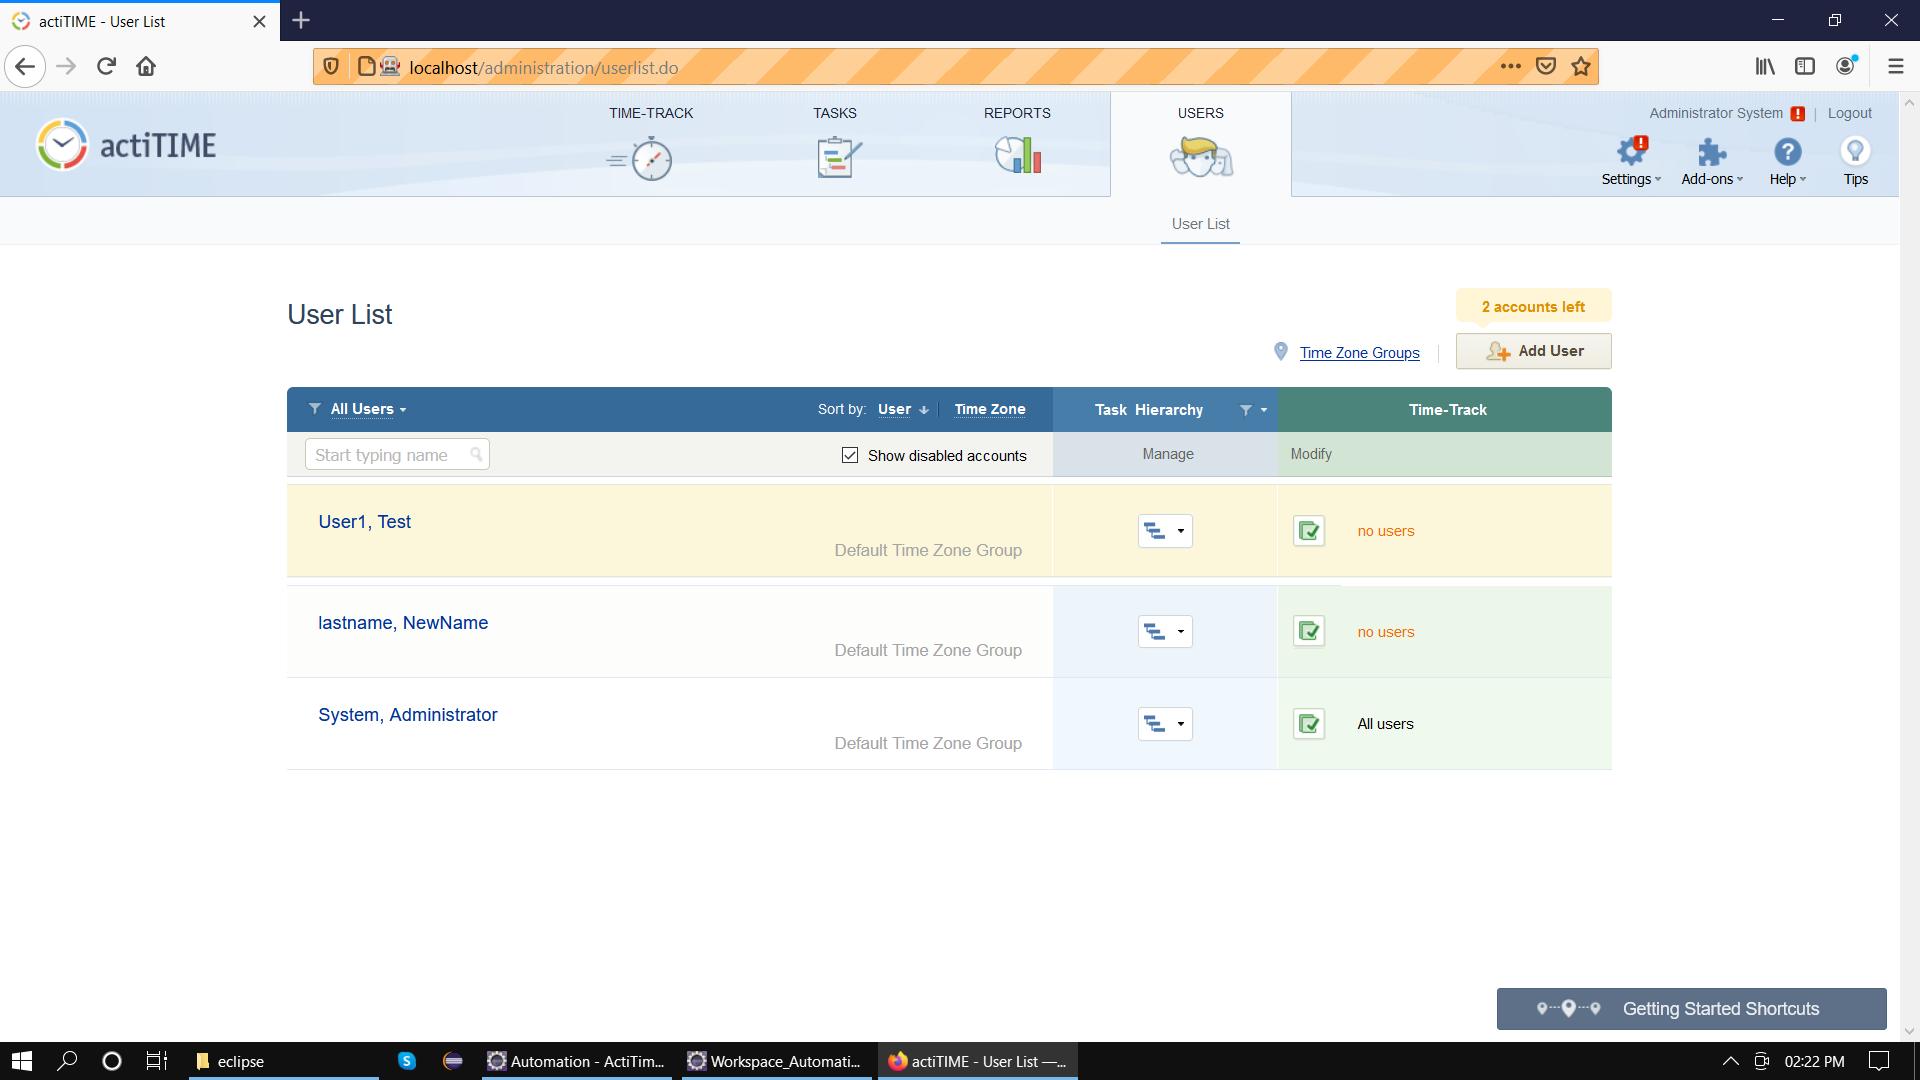 actiTIME - User List
localhost/administration/userlist.do
actiTIME
TIME-TRACK
TASKS
REPORTS
USERS
Administrator System
Logout
Settings
Add-ons
Help
Tips
User List
User List
2 accounts left
Time Zone Groups
Add User
All Users
Sort by: User
Time Zone
Task Hierarchy
Time-Track
Start typing name
Show disabled accounts
Manage
Modify
User1, Test
Default Time Zone Group
no users
lastname, NewName
Default Time Zone Group
no users
System, Administrator
Default Time Zone Group
All users
Getting Started Shortcuts
eclipse
Automation - ActiTim...
Workspace_Automati...
actiTIME - User List —...
02:22 PM